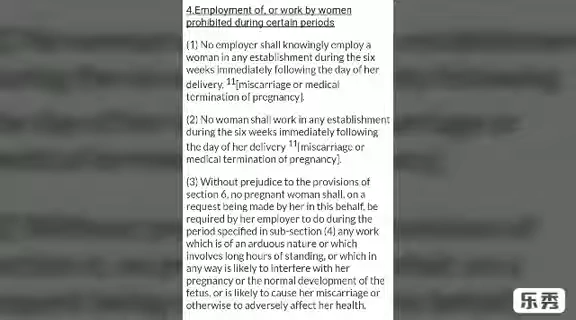 4.Employment of, or work by women
prohibited during certain periods
(1) No employer shall knowingly employ a
woman in any establishment during the six
weeks immediately following the day of her
delivery, 11[miscarriage or medical
termination of pregnancy].
(2) No woman shall work in any establishment
during the six weeks immediately following
the day of her delivery 11[miscarriage or
medical termination of pregnancy].
(3) Without prejudice to the provisions of
section 6, no pregnant woman shall, on a
request being made by her in this behalf, be
required by her employer to do during the
period specified in sub-section (4) any work
which is of an arduous nature or which
involves long hours of standing, or which in
any way is likely to interfere with her
pregnancy or the normal development of the
fetus, or is likely to cause her miscarriage or
otherwise to adversely affect her health.
乐秀